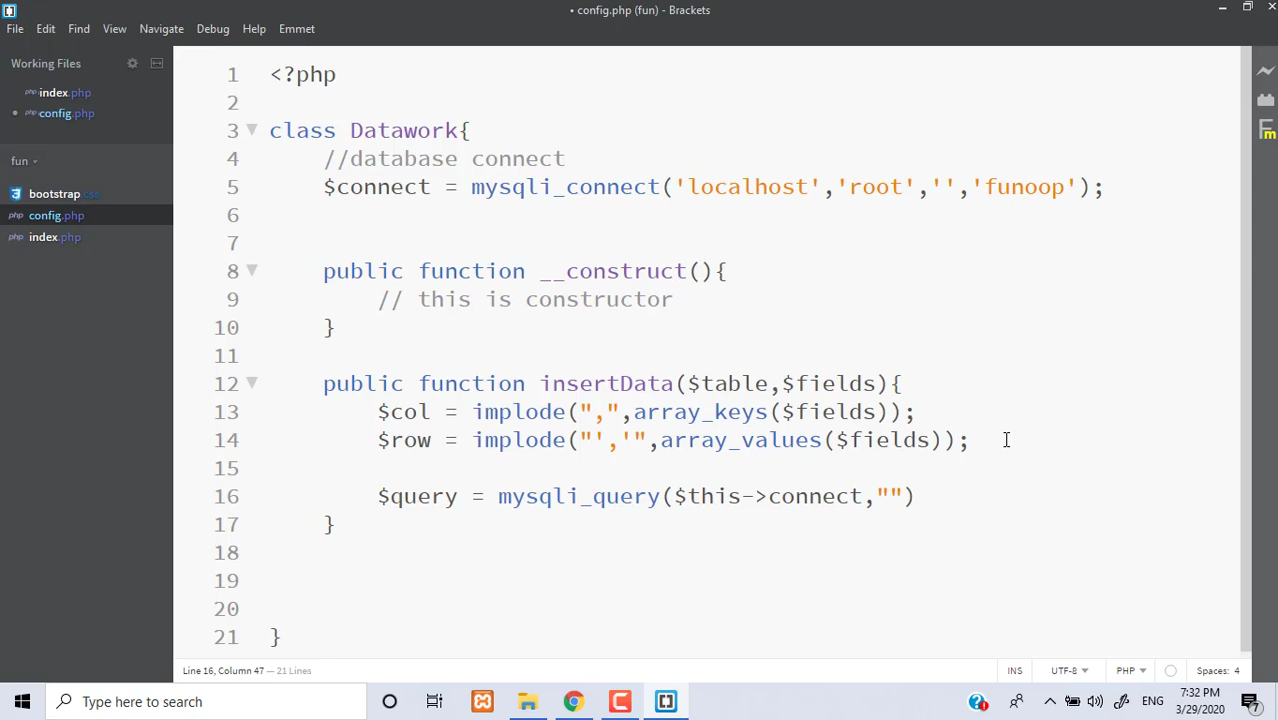 • config.php (fun) - Brackets
File Edit Find View Navigate Debug Help Emmet
Working Files
index.php
• config.php
fun
bootstrap.css
config.php
index.php
1 <?php
2
3 class Datawork{
4 //database connect
5 $connect = mysqli_connect('localhost','root','','funoop');
6
7
8 public function __construct(){
9 // this is constructor
10 }
11
12 public function insertData($table,$fields){
13 $col = implode(",",array_keys($fields));
14 $row = implode("','",array_values($fields));
15
16 $query = mysqli_query($this->connect,"")
17 }
18
19
20
21 }
Line 16, Column 47 — 21 Lines
INS UTF-8 PHP Spaces: 4
Type here to search
ENG
7:32 PM
3/29/2020
7